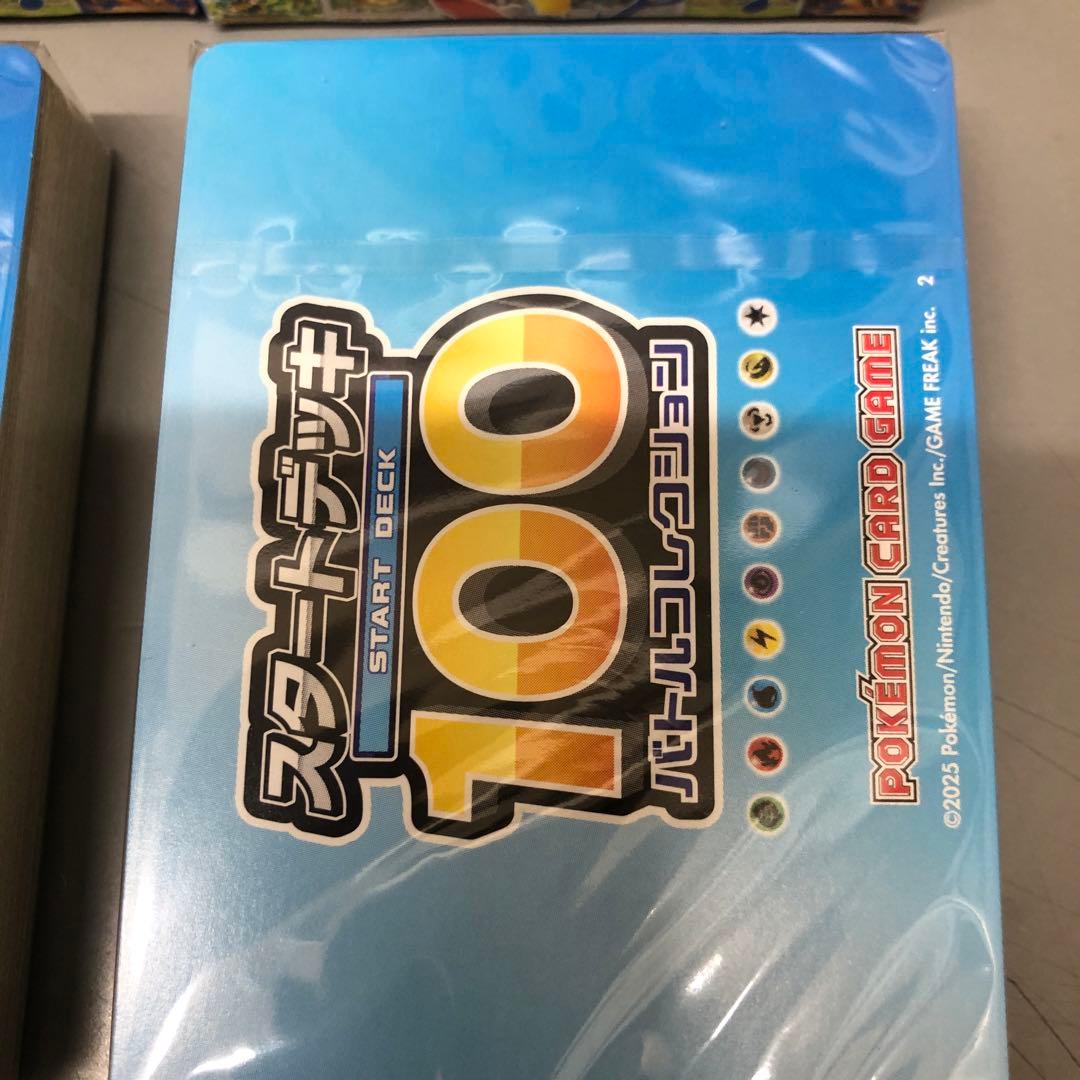 スタートデッキ
START DECK
100
バトルコレクション
POKÉMON CARD GAME
©2025 Pokémon/Nintendo/Creatures Inc./GAME FREAK inc. 2